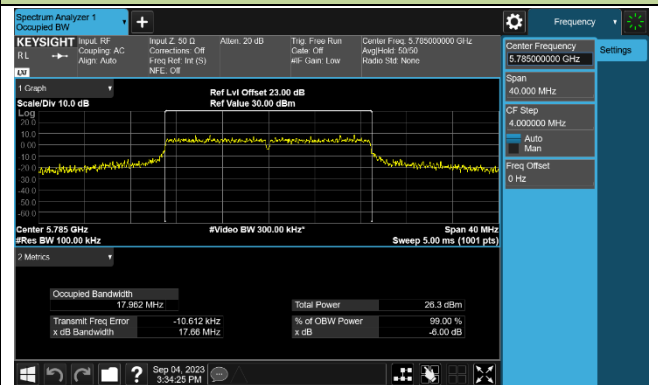 Spectrum Analyzer 1
Occupied BW
+
Frequency
KEYSIGHT
RL
LXI
Input: RF
Coupling: AC
Align: Auto
Input Z: 50 Ω
Corrections: Off
Freq Ref: Int (S)
NFE: Off
Atten: 20 dB
Trig: Free Run
Gate: Off
#IF Gain: Low
Center Freq: 5.785000000 GHz
Avg|Hold: 50/50
Radio Std: None
Center Frequency
5.785000000 GHz
Settings
Span
40.000 MHz
CF Step
4.000000 MHz
Auto
Man
Freq Offset
0 Hz
1 Graph
Scale/Div 10.0 dB
Ref Lvl Offset 23.00 dB
Ref Value 30.00 dBm
Log
20.0
10.0
0.00
-10.0
-20.0
-30.0
-40.0
-50.0
-60.0
Center 5.785 GHz
#Video BW 300.00 kHz*
Span 40 MHz
#Res BW 100.00 kHz
Sweep 5.00 ms (1001 pts)
2 Metrics
Occupied Bandwidth
17.962 MHz
Total Power 26.3 dBm
Transmit Freq Error -10.612 kHz
% of OBW Power 99.00 %
x dB Bandwidth 17.66 MHz
x dB -6.00 dB
?
Sep 04, 2023
3:34:25 PM